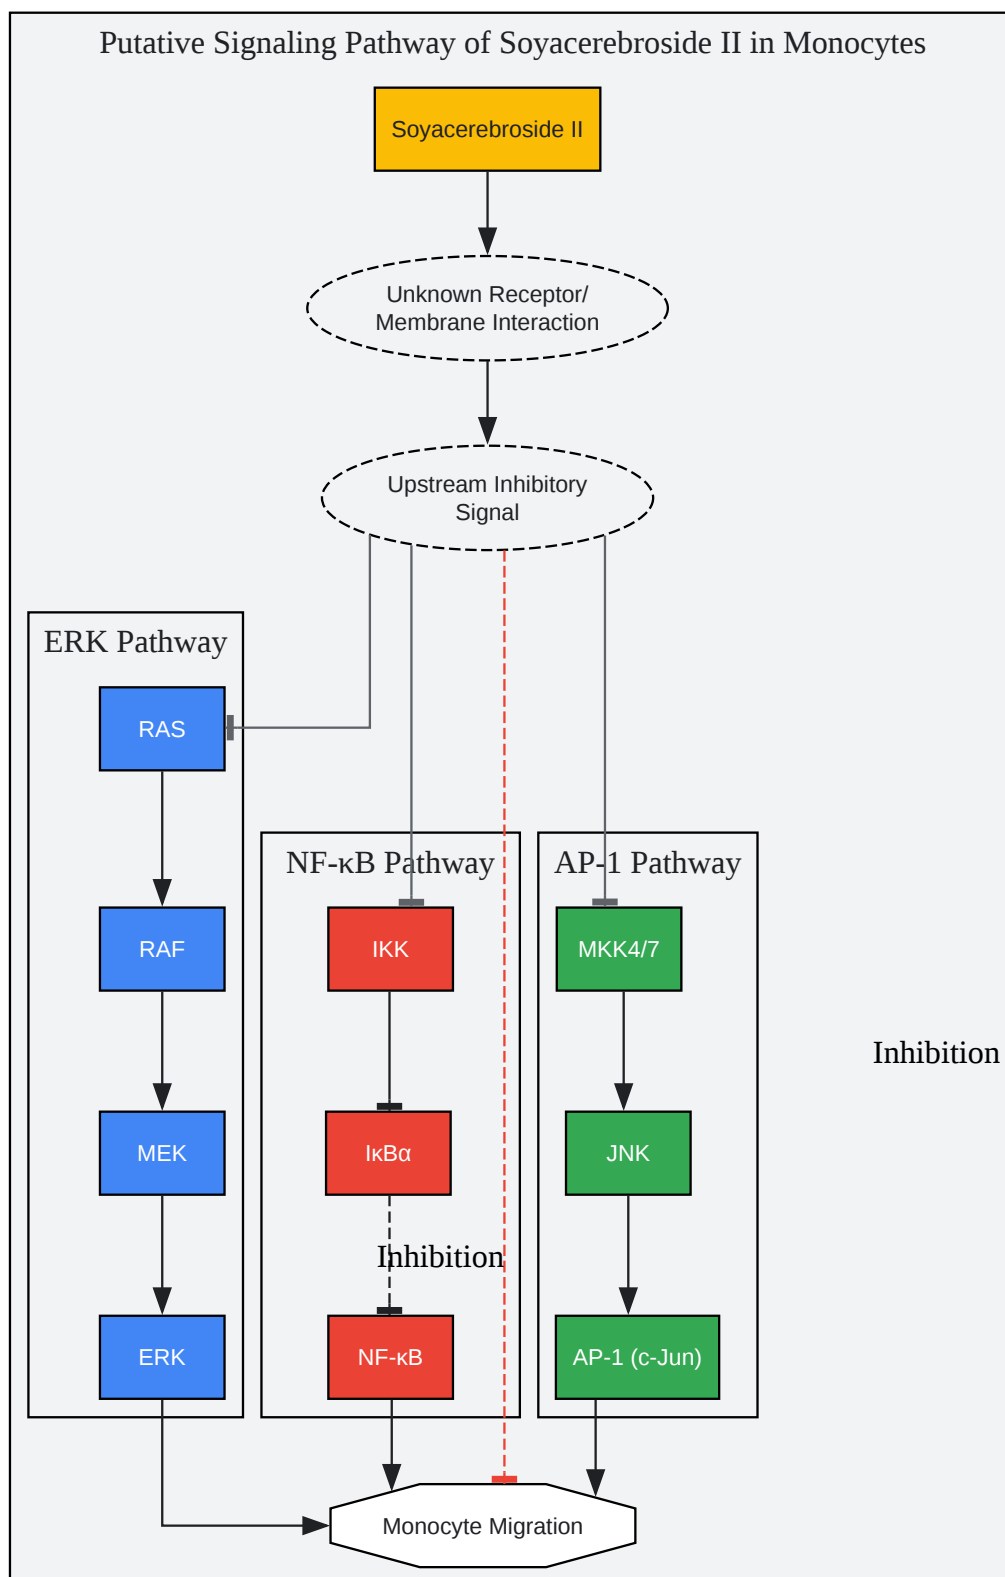 Putative Signaling Pathway of Soyacerebroside II in Monocytes
Soyacerebroside II
Unknown Receptor/
Membrane Interaction
Upstream Inhibitory
Signal
ERK Pathway
RAS
NF-κB Pathway
AP-1 Pathway
RAF
IKK
MKK4/7
Inhibition
MEK
IκBα
JNK
Inhibition
ERK
NF-κB
AP-1 (c-Jun)
Monocyte Migration